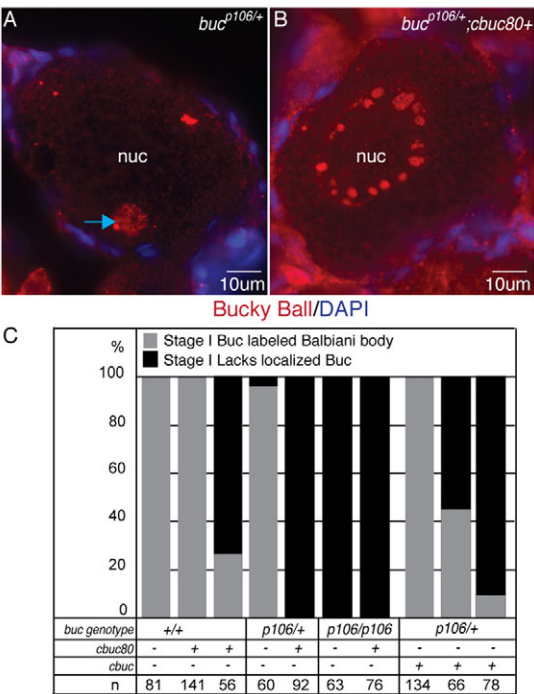 A
buc^p106/+
nuc
10um
B
buc^p106/+;cbuc80+
nuc
10um
Bucky Ball/DAPI
C
%
Stage I Buc labeled Balbiani body
Stage I Lacks localized Buc
100
80
60
40
20
0
buc genotype +/+ p106/+ p106/p106 p106/+
cbuc80 - + + - + - + - + +
cbuc - - - - - - - + + +
n 81 141 56 60 92 63 76 134 66 78